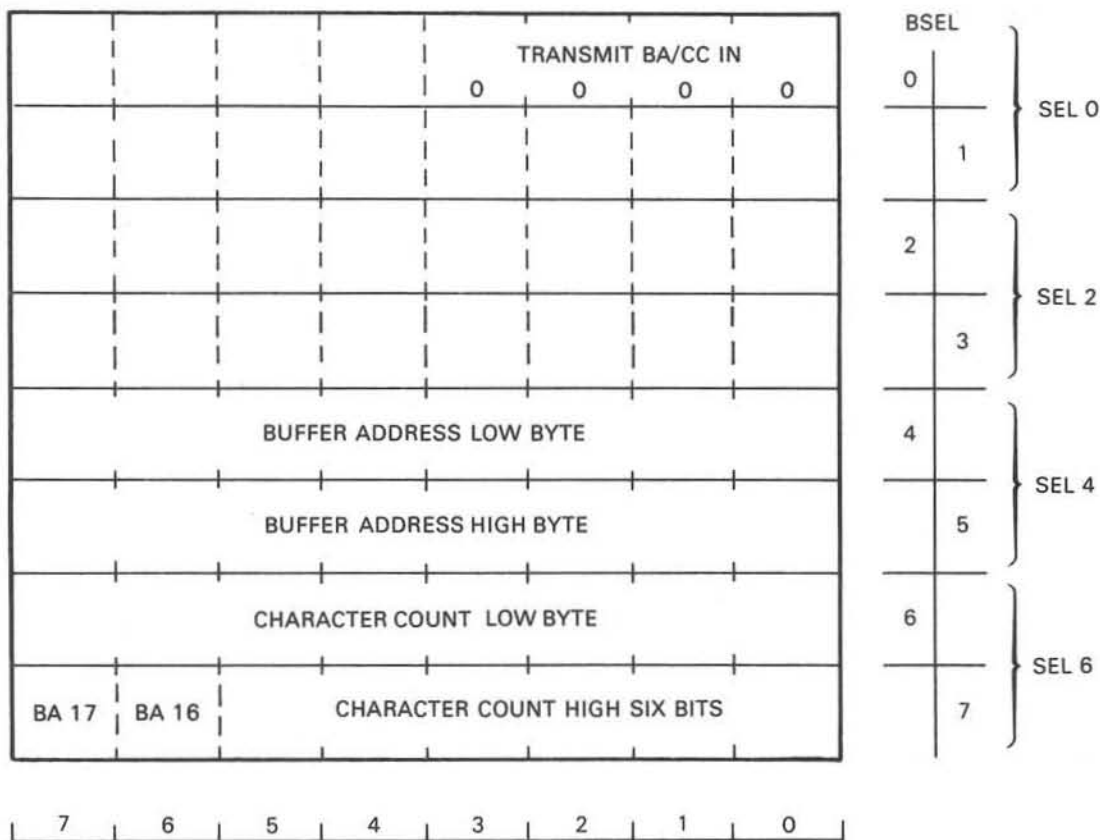 BSEL
TRANSMIT BA/CC IN
0 0 0 0
0
SEL 0
1
2
SEL 2
3
BUFFER ADDRESS LOW BYTE
4
SEL 4
BUFFER ADDRESS HIGH BYTE
5
CHARACTER COUNT LOW BYTE
6
SEL 6
BA 17 BA 16 CHARACTER COUNT HIGH SIX BITS
7
7 6 5 4 3 2 1 0